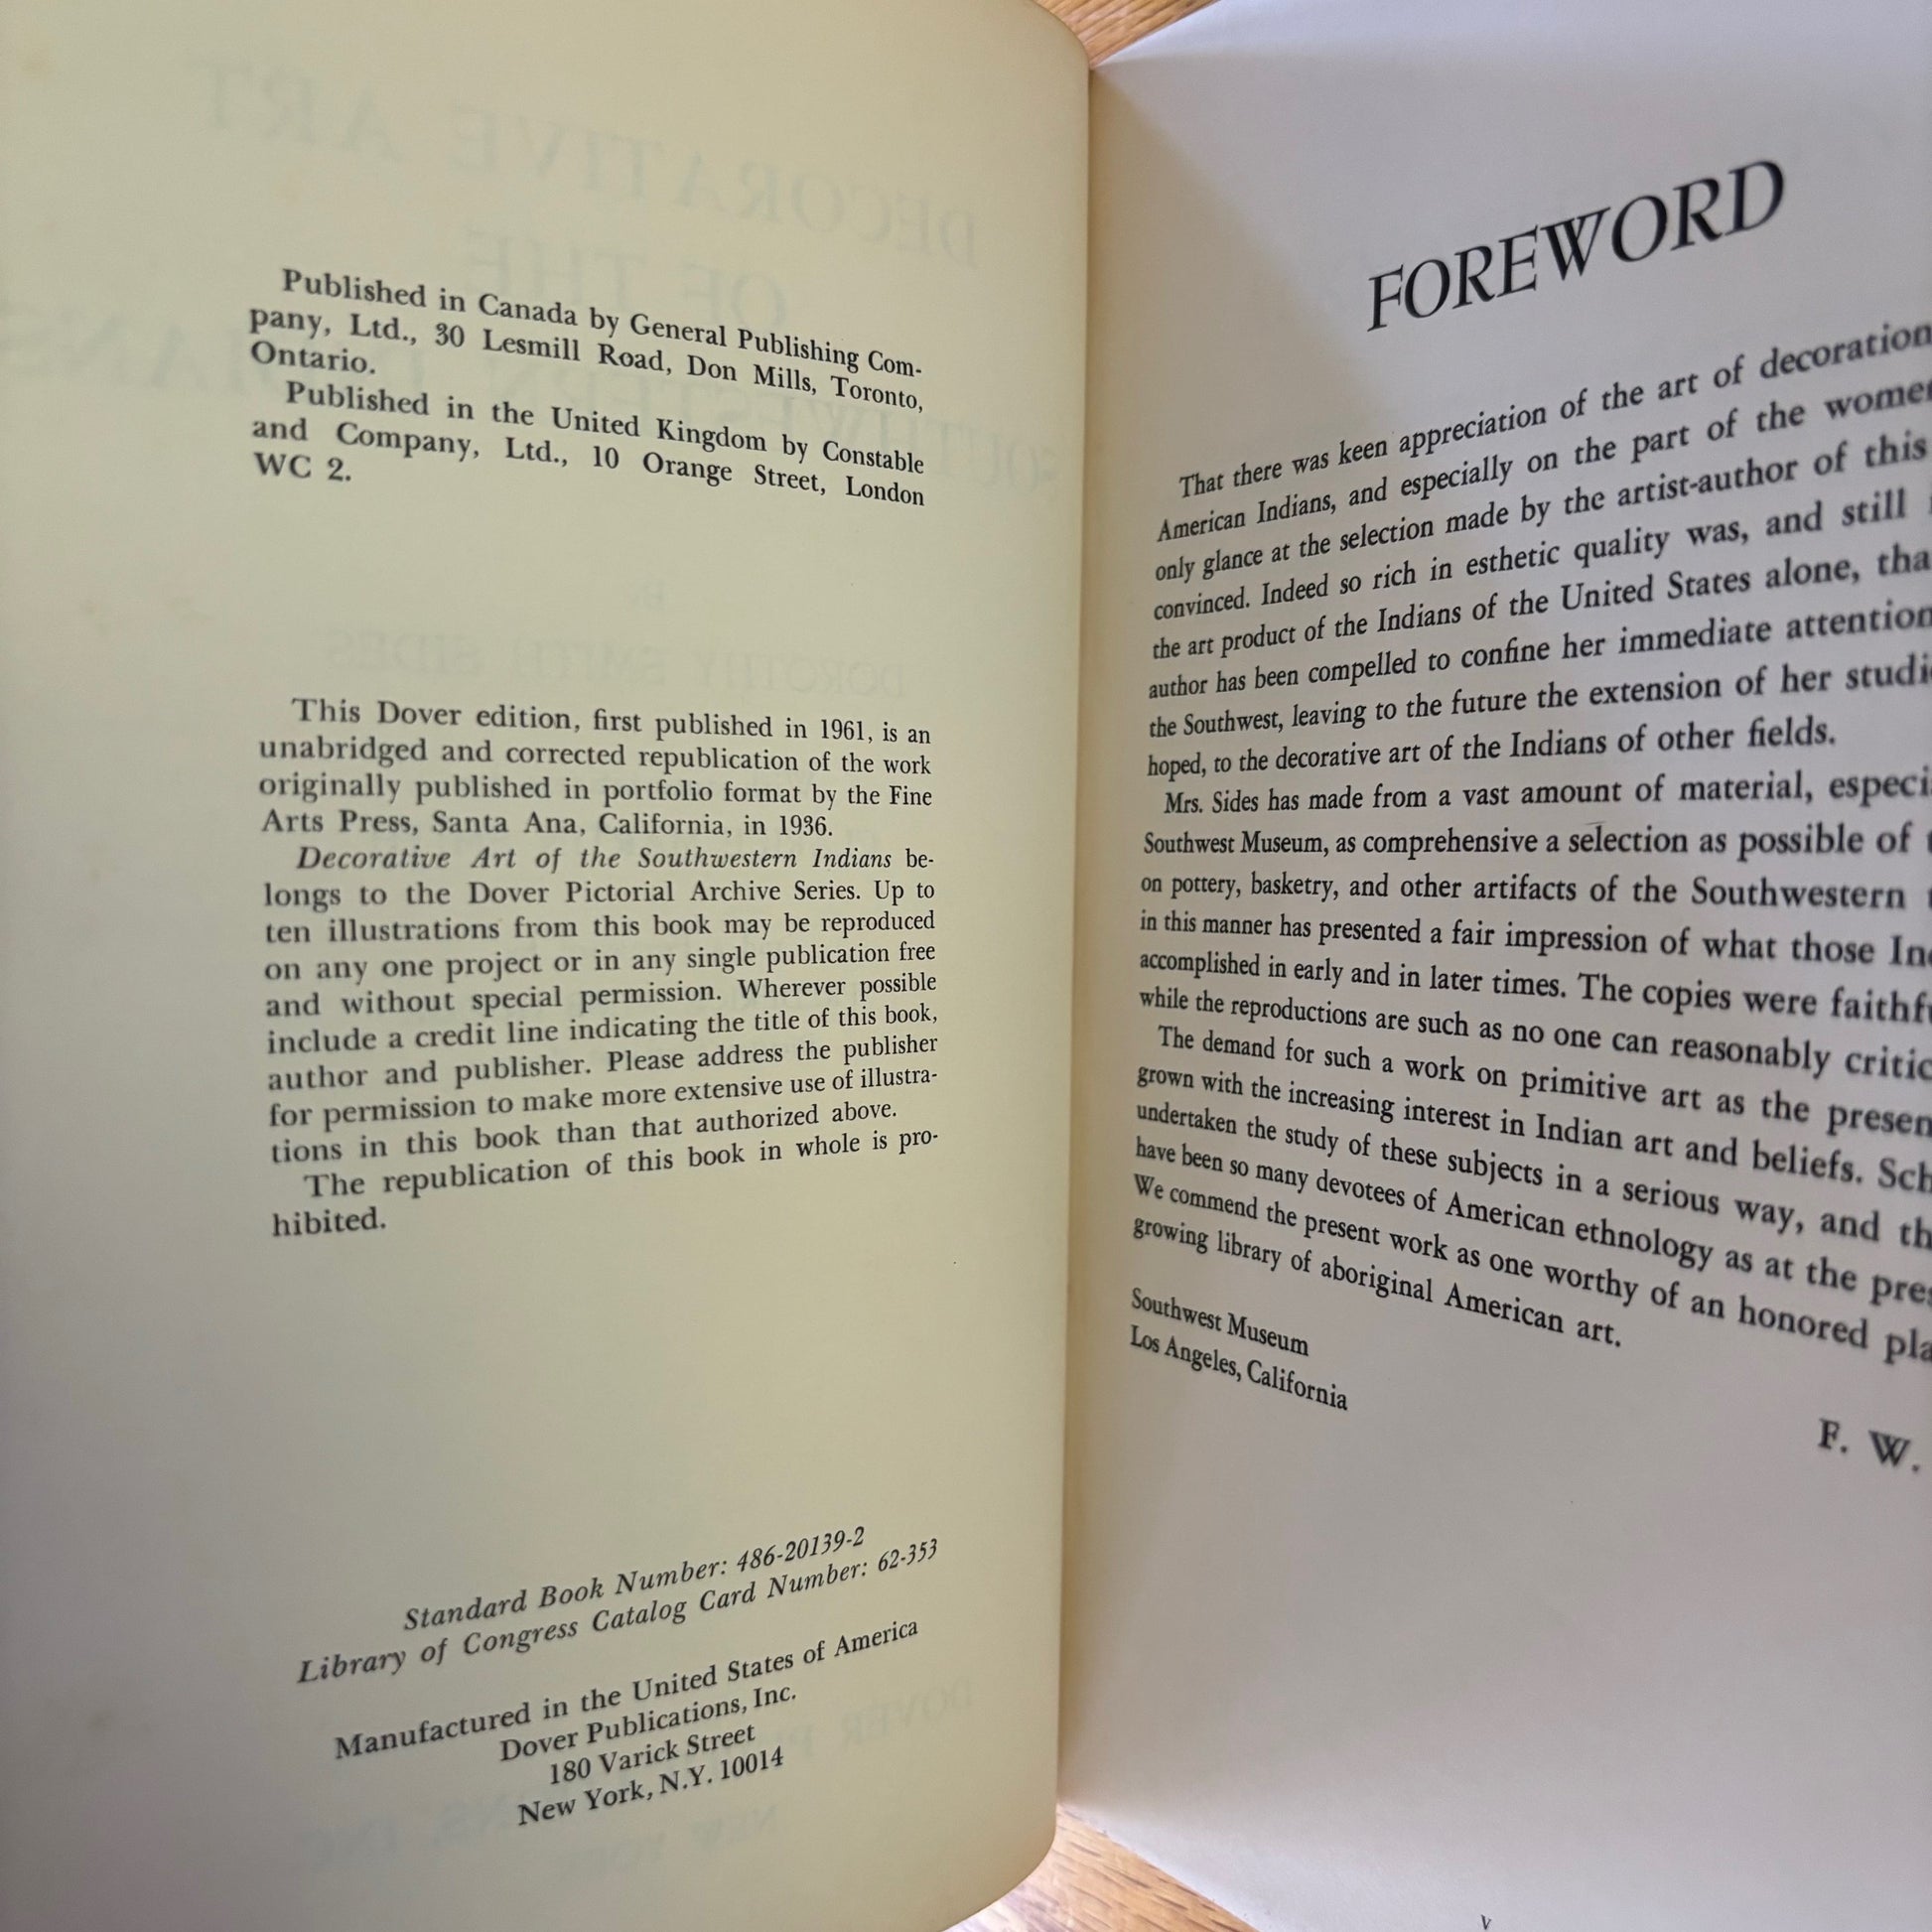 Published in Canada by General Publishing Com-
pany, Ltd., 30 Lesmill Road, Don Mills, Toronto,
Ontario.
Published in the United Kingdom by Constable
and Company, Ltd., 10 Orange Street, London
WC 2.
This Dover edition, first published in 1961, is an
unabridged and corrected republication of the work
originally published in portfolio format by the Fine
Arts Press, Santa Ana, California, in 1936.
Decorative Art of the Southwestern Indians be-
longs to the Dover Pictorial Archive Series. Up to
ten illustrations from this book may be reproduced
on any one project or in any single publication free
and without special permission. Wherever possible
include a credit line indicating the title of this book,
author and publisher. Please address the publisher
for permission to make more extensive use of illustra-
tions in this book than that authorized above.
The republication of this book in whole is pro-
hibited.
Standard Book Number: 486-20139-2
Library of Congress Catalog Card Number: 62-353
Manufactured in the United States of America
Dover Publications, Inc.
180 Varick Street
New York, N.Y. 10014
FOREWORD
That there was keen appreciation of the art of decoration
American Indians, and especially on the part of the
only glance at the selection made by the artist-author of this
convinced. Indeed so rich in esthetic quality was, and still
the art product of the Indians of the United States alone,
author has been compelled to confine her immediate attention
the Southwest, leaving to the future the extension of her
hoped, to the decorative art of the Indians of other fields.
Mrs. Sides has made from a vast amount of material,
Southwest Museum, as comprehensive a selection as possible of
on pottery, basketry, and other artifacts of the Southwestern
in this manner has presented a fair impression of what those
accomplished in early and in later times. The copies were
while the reproductions are such as no one can reasonably
The demand for such a work on primitive art as the
grown with the increasing interest in Indian art and beliefs.
undertaken the study of these subjects in a serious way, and
have been so many devotees of American ethnology as at the
We commend the present work as one worthy of an honored
growing library of aboriginal American art.
Southwest Museum
Los Angeles, California
F. W.
v